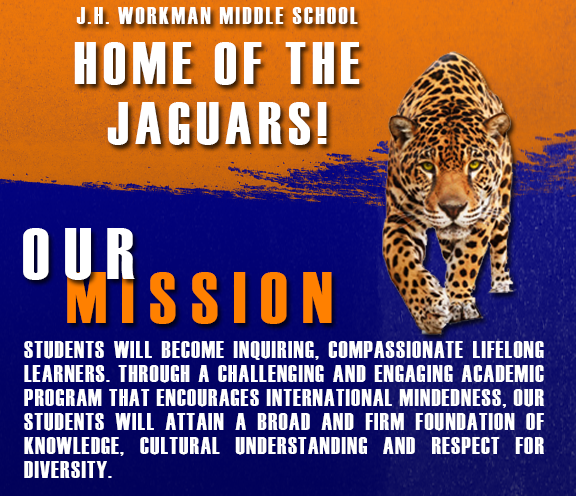 J.H. WORKMAN MIDDLE SCHOOL
HOME OF THE
JAGUARS!
OUR
MISSION
STUDENTS WILL BECOME INQUIRING, COMPASSIONATE LIFELONG
LEARNERS. THROUGH A CHALLENGING AND ENGAGING ACADEMIC
PROGRAM THAT ENCOURAGES INTERNATIONAL MINDEDNESS, OUR
STUDENTS WILL ATTAIN A BROAD AND FIRM FOUNDATION OF
KNOWLEDGE, CULTURAL UNDERSTANDING AND RESPECT FOR
DIVERSITY.